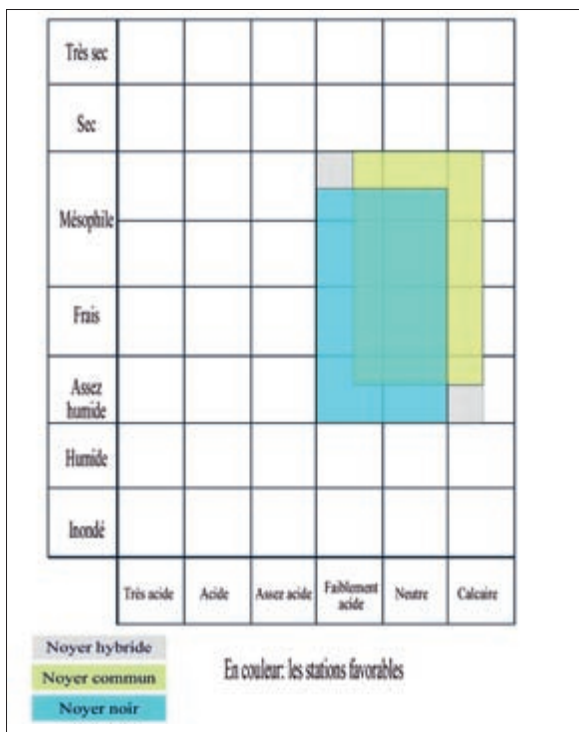 Très sec
Sec
Mésophile
Frais
Assez
humide
Humide
Inondé
Très acide
Acide
Assez acide
Faiblement
acide
Neutre
Calcaire
Noyer hybride
Noyer commun
Noyer noir
En couleur: les stations favorables